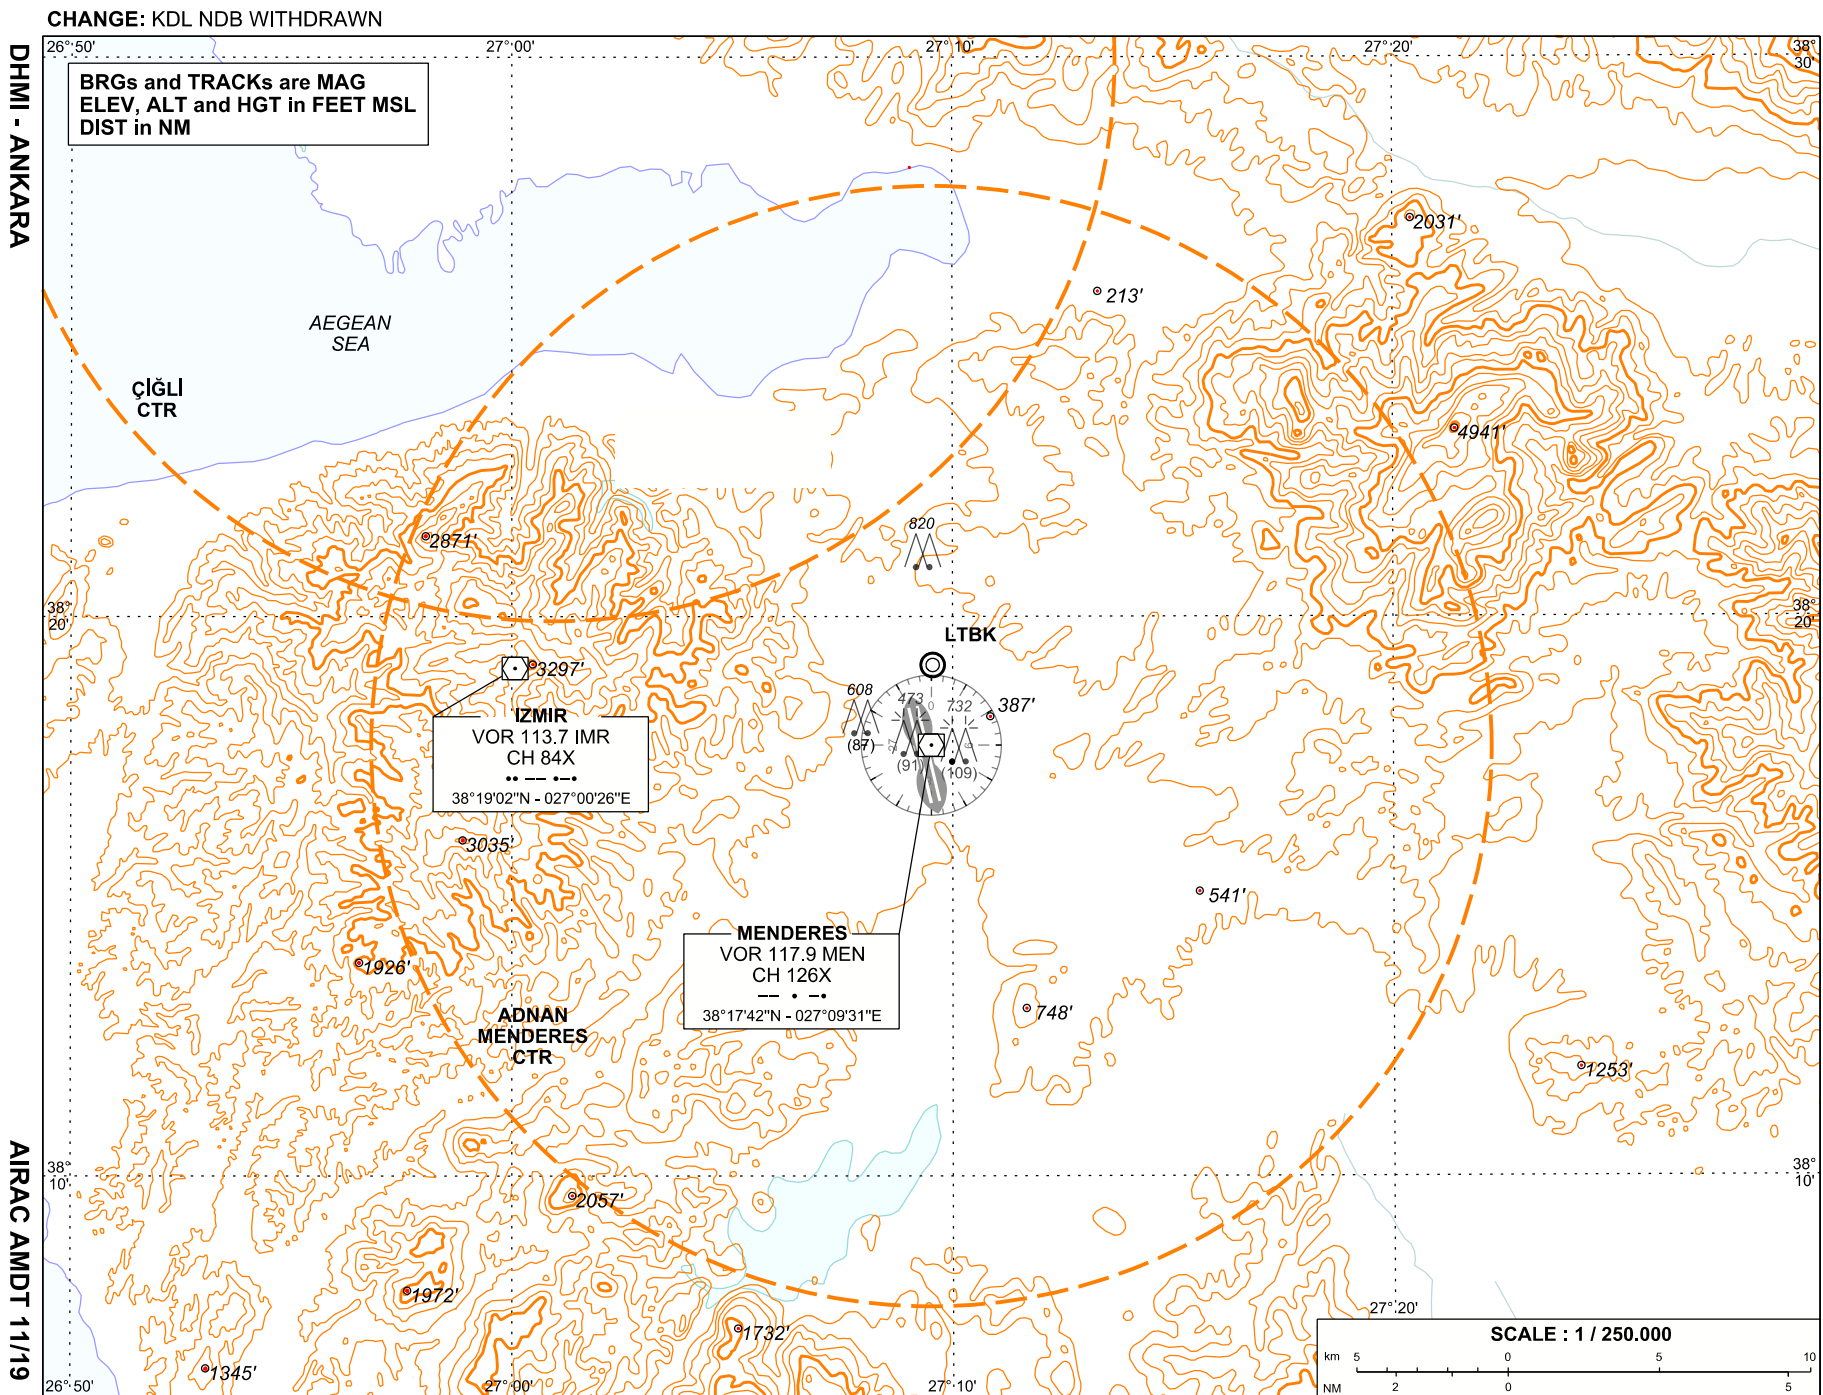 CHANGE: KDL NDB WITHDRAWN
DHMI - ANKARA
AIRAC AMDT 11/19
26°50'
27°00'
27°10'
27°20'
38°
30'
BRGs and TRACKs are MAG
ELEV, ALT and HGT in FEET MSL
DIST in NM
2031'
213'
AEGEAN
SEA
ÇİĞLİ
CTR
4941'
820
2871'
38°
20'
38°
20'
LTBK
3297'
608
473
0
732
387'
(87)
27
9
(91)
(109)
IZMIR
VOR 113.7 IMR
CH 84X
38°19'02"N - 027°00'26"E
3035'
541'
MENDERES
VOR 117.9 MEN
CH 126X
38°17'42"N - 027°09'31"E
1926'
748'
ADNAN
MENDERES
CTR
1253'
38°
10'
38°
10'
2057'
1972'
27°20'
1732'
1345'
SCALE : 1 / 250.000
km 5 0 5 10
NM 2 0 5
26°50'
27°00'
27°10'